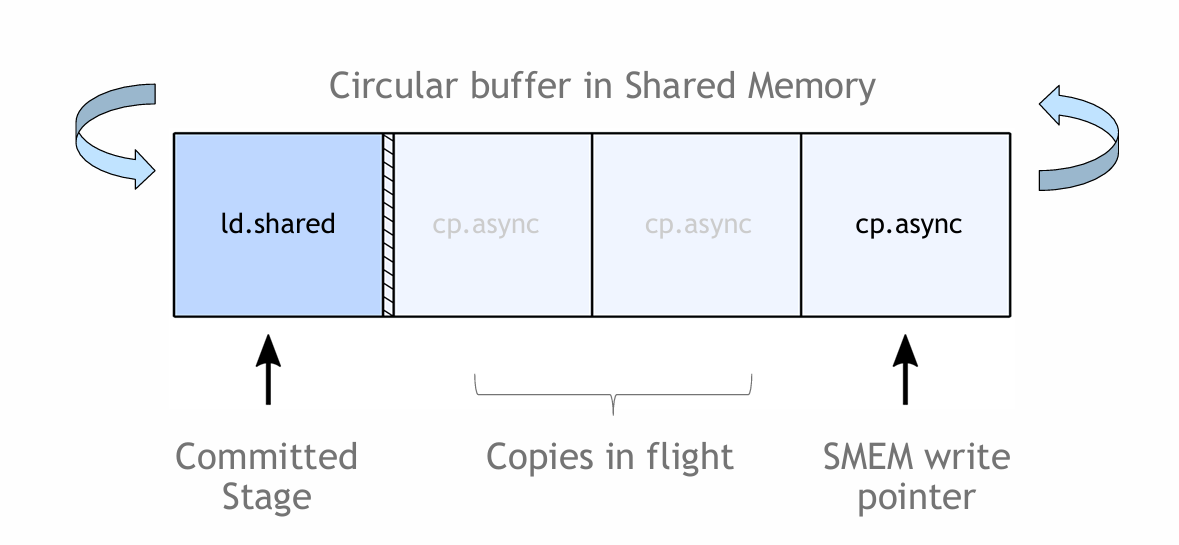 Circular buffer in Shared Memory
ld.shared
cp.async
cp.async
cp.async
Committed
Stage
Copies in flight
SMEM write
pointer